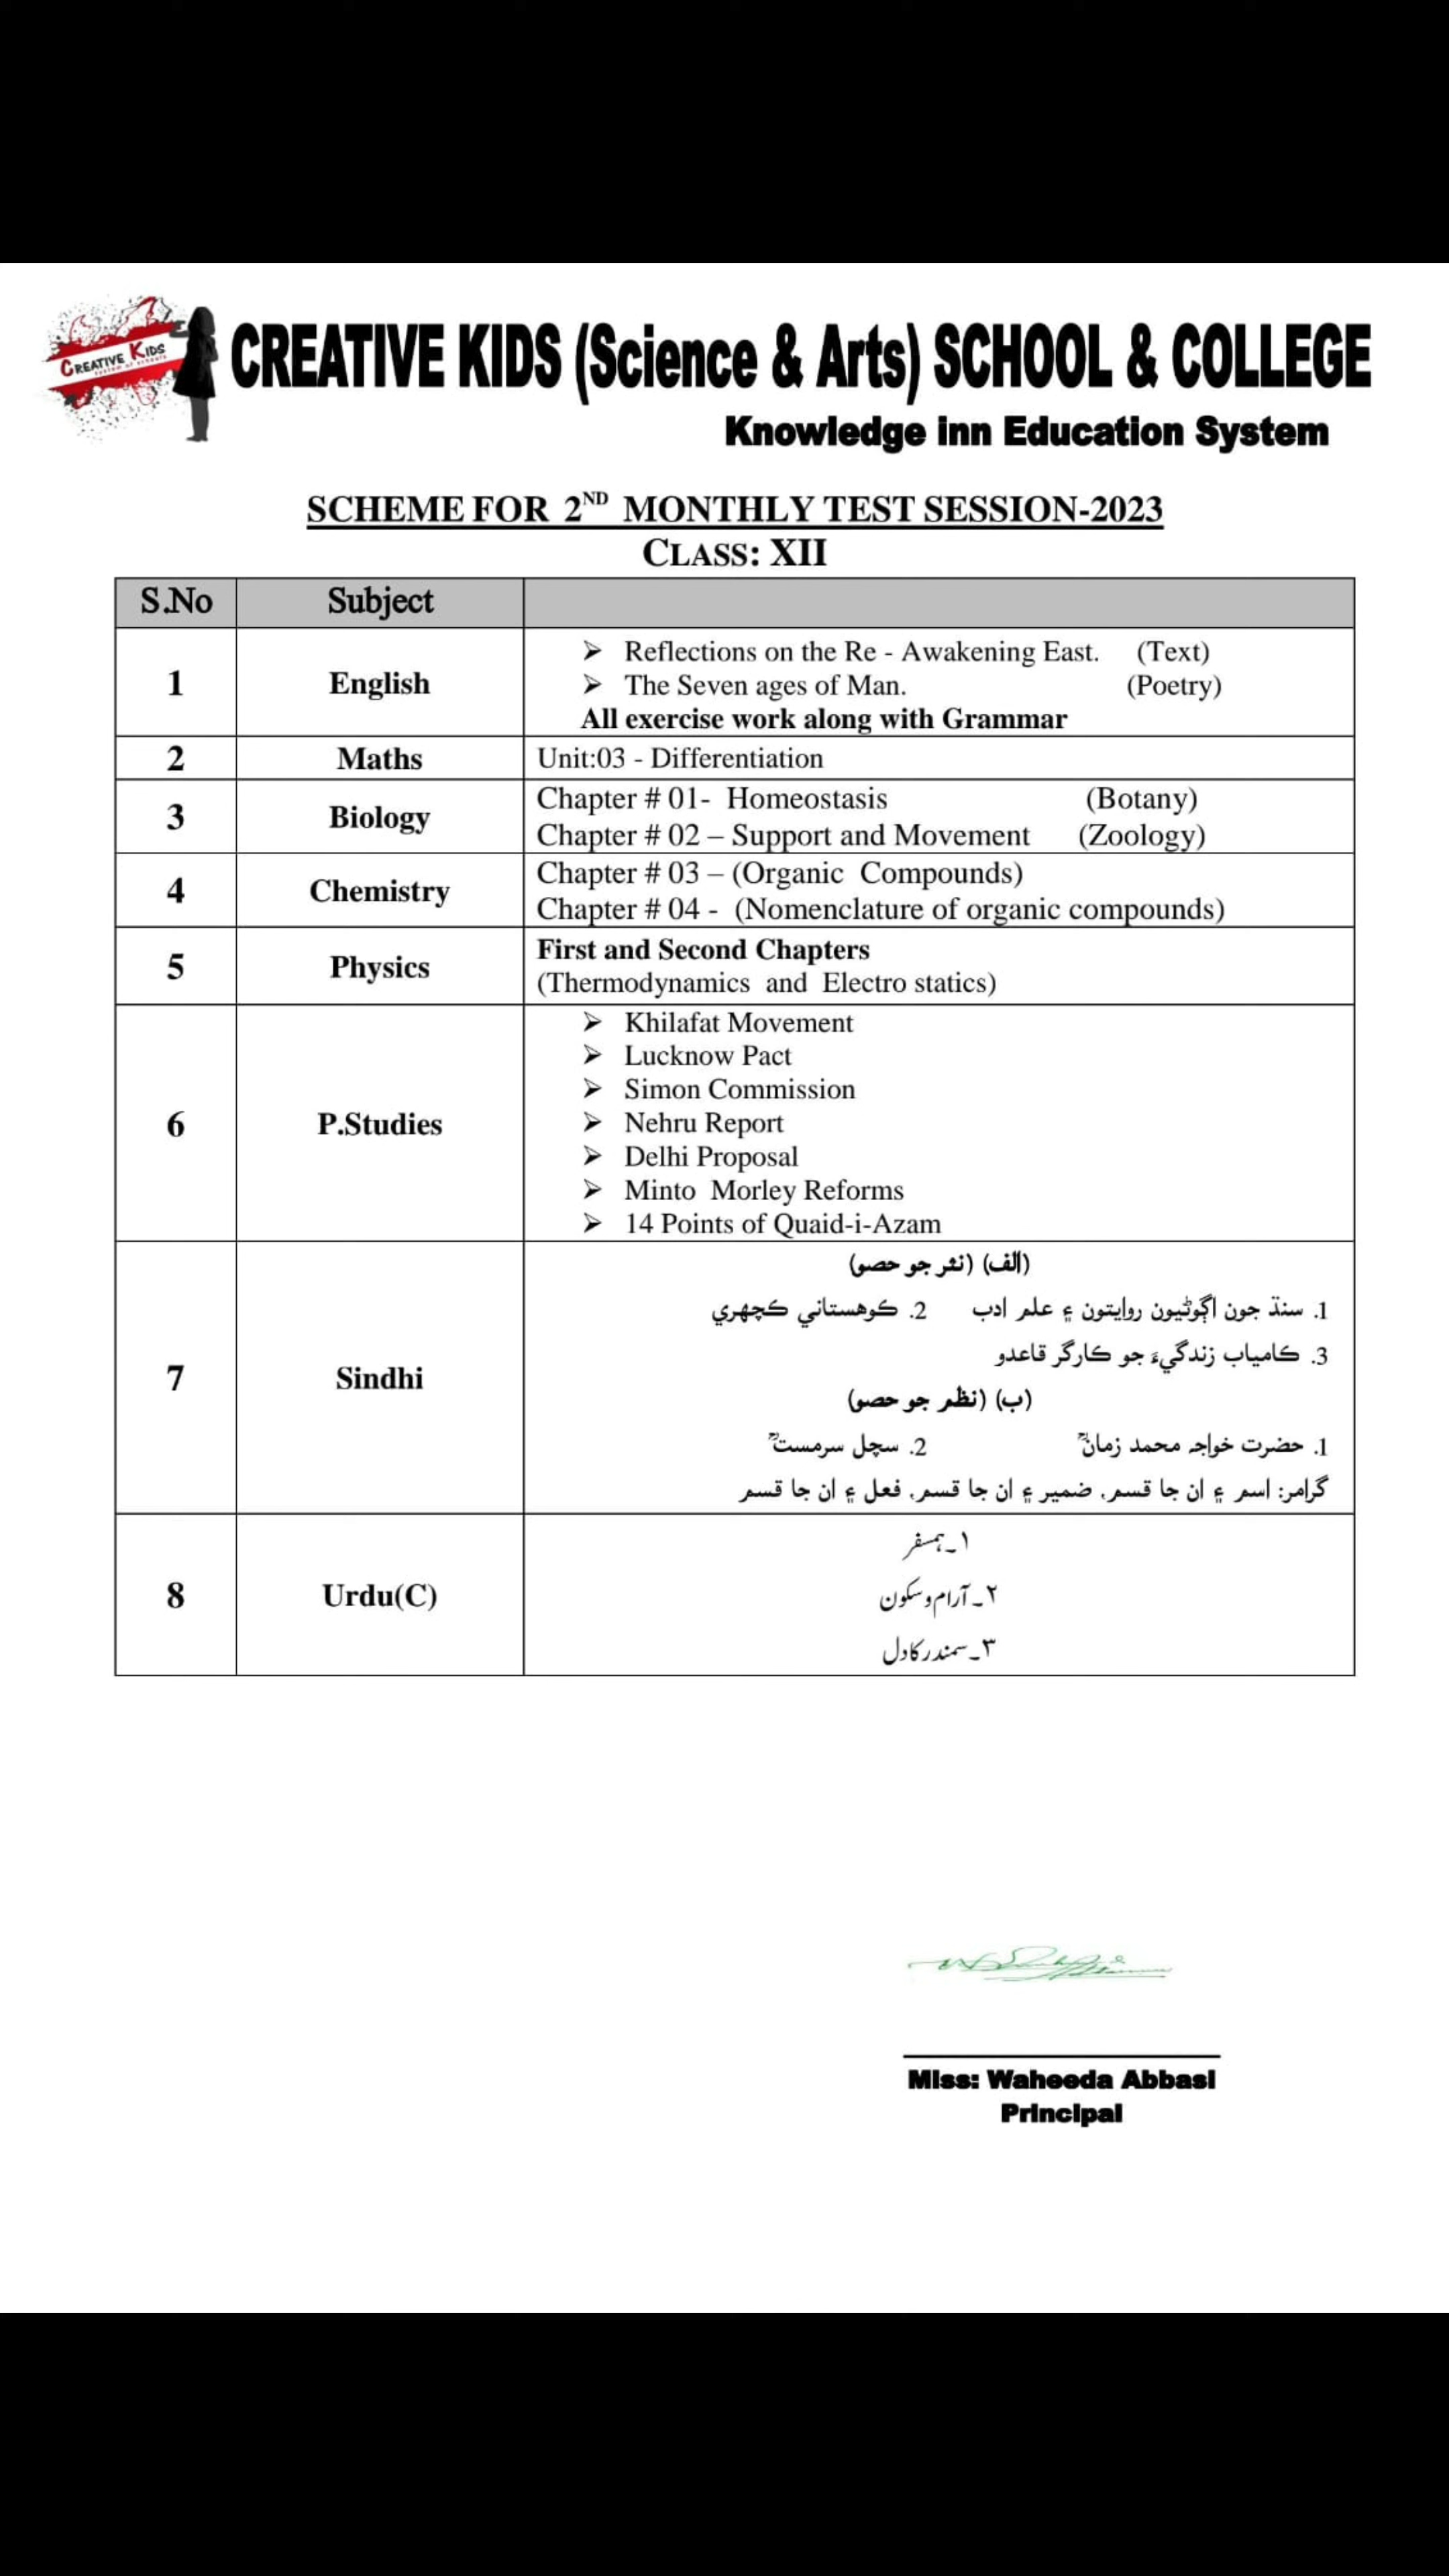 CREATIVE KIDS
SYSTEM OF SCHOOLS
CREATIVE KIDS (Science & Arts) SCHOOL & COLLEGE
Knowledge inn Education System
SCHEME FOR 2ND MONTHLY TEST SESSION-2023
CLASS: XII
S.No Subject
1 English
➢ Reflections on the Re - Awakening East. (Text)
➢ The Seven ages of Man. (Poetry)
All exercise work along with Grammar
2 Maths Unit:03 - Differentiation
3 Biology
Chapter # 01- Homeostasis (Botany)
Chapter # 02 – Support and Movement (Zoology)
4 Chemistry
Chapter # 03 – (Organic Compounds)
Chapter # 04 - (Nomenclature of organic compounds)
5 Physics
First and Second Chapters
(Thermodynamics and Electro statics)
6 P.Studies
➢ Khilafat Movement
➢ Lucknow Pact
➢ Simon Commission
➢ Nehru Report
➢ Delhi Proposal
➢ Minto Morley Reforms
➢ 14 Points of Quaid-i-Azam
7 Sindhi
(الف) (نثر جو حصو)
1. سنڌ جون اڳوڻيون روايتون ۽ علم ادب 2. ڪوهستاني ڪچهري
3. ڪامياب زندگيءَ جو ڪارگر قاعدو
(ب) (نظم جو حصو)
1. حضرت خواجہ محمد زمانؒ 2. سچل سرمستؒ
گرامر: اسم ۽ ان جا قسم، ضمير ۽ ان جا قسم، فعل ۽ ان جا قسم
8 Urdu(C)
۱۔ہمسفر
۲۔آرام و سکون
۳۔سمندر کا دل
Miss: Waheeda Abbasi
Principal